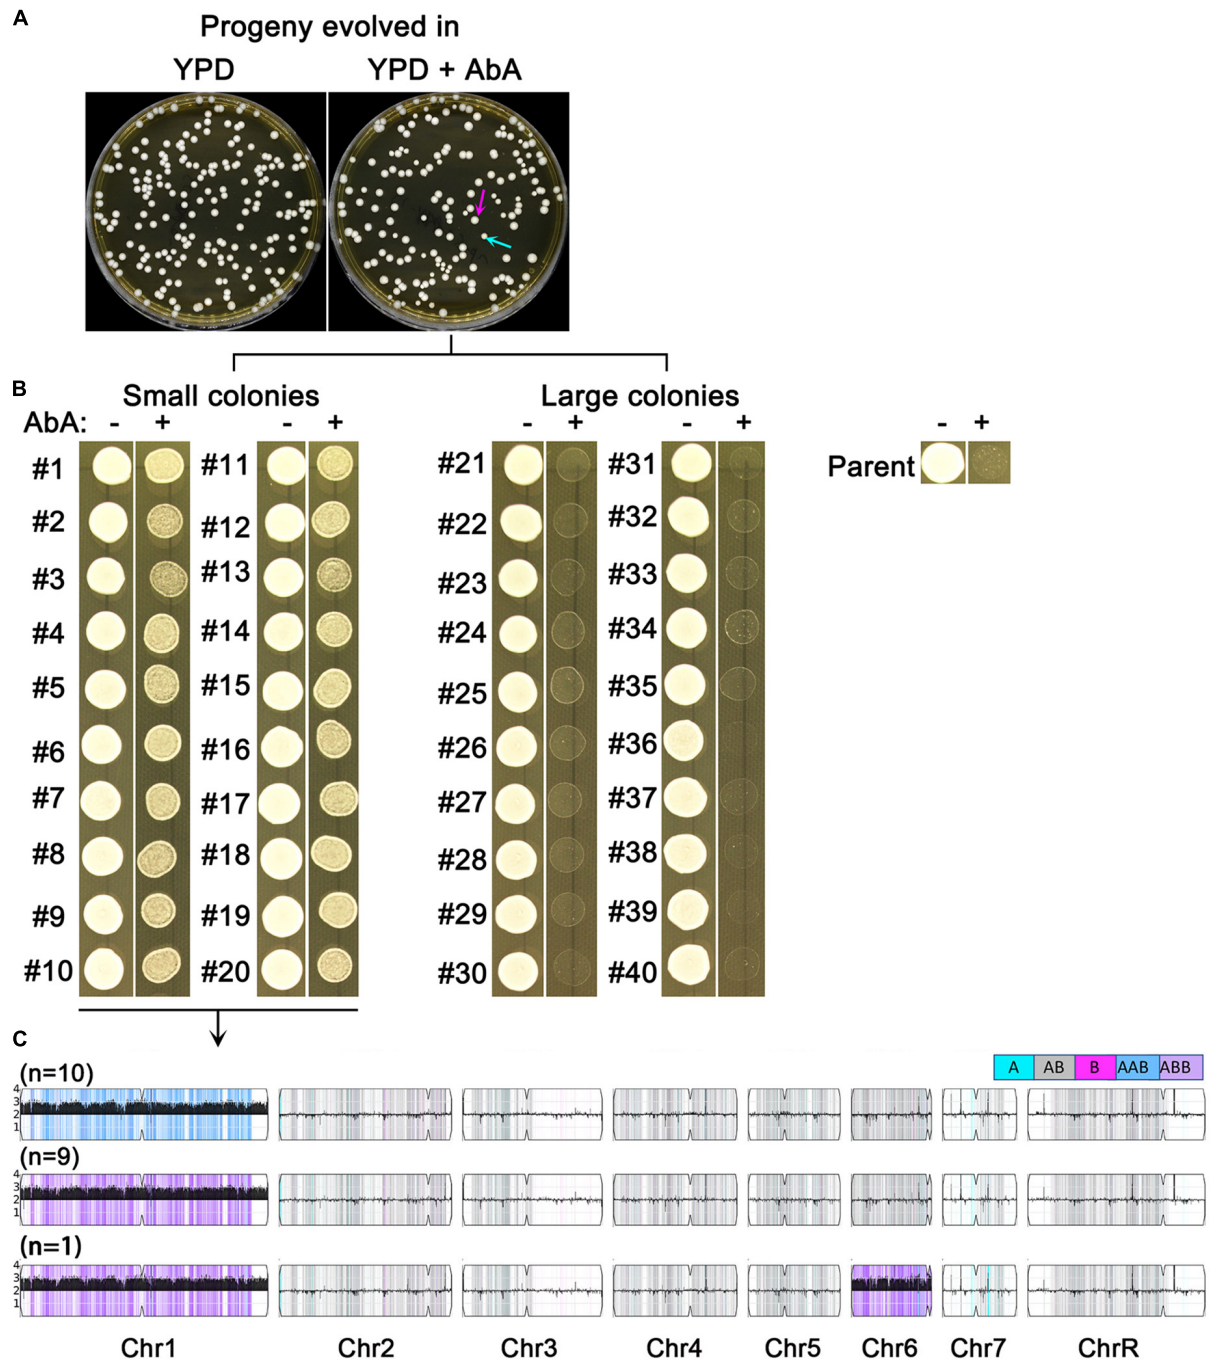 A
Progeny evolved in
YPD YPD + AbA
B
Small colonies Large colonies
AbA: - + - + - + - + - +
#1 #11 #21 #31 Parent
#2 #12 #22 #32
#3 #13 #23 #33
#4 #14 #24 #34
#5 #15 #25 #35
#6 #16 #26 #36
#7 #17 #27 #37
#8 #18 #28 #38
#9 #19 #29 #39
#10 #20 #30 #40
C
A AB B AAB ABB
(n=10)
4
3
2
1
(n=9)
4
3
2
1
(n=1)
4
3
2
1
Chr1 Chr2 Chr3 Chr4 Chr5 Chr6 Chr7 ChrR